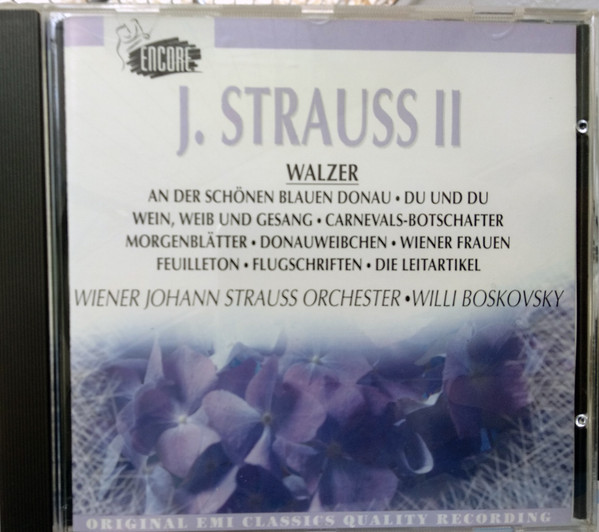 ENCORE
J. STRAUSS II
WALZER
AN DER SCHÖNEN BLAUEN DONAU • DU UND DU
WEIN, WEIB UND GESANG • CARNEVALS-BOTSCHAFTER
MORGENBLÄTTER • DONAUWEIBCHEN • WIENER FRAUEN
FEUILLETON • FLUGSCHRIFTEN • DIE LEITARTIKEL
WIENER JOHANN STRAUSS ORCHESTER • WILLI BOSKOVSKY
ORIGINAL EMI CLASSICS QUALITY RECORDING